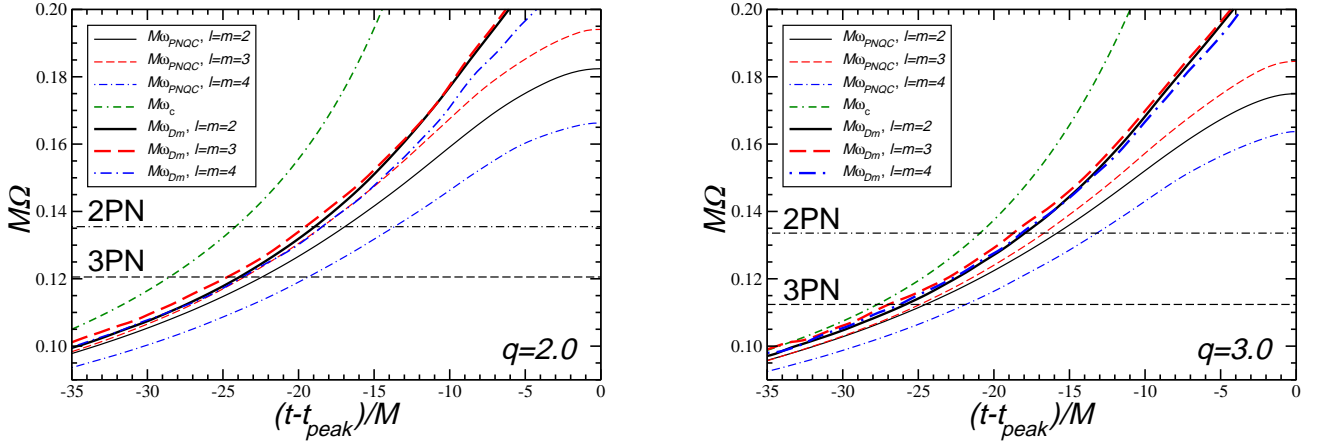 0.20
0.18
0.16
0.14
0.12
0.10
MΩ
Mω_PNQC, l=m=2
Mω_PNQC, l=m=3
Mω_PNQC, l=m=4
Mω_c
Mω_Dm, l=m=2
Mω_Dm, l=m=3
Mω_Dm, l=m=4
2PN
3PN
q=2.0
-35 -30 -25 -20 -15 -10 -5 0
(t-t_peak)/M
0.20
0.18
0.16
0.14
0.12
0.10
MΩ
Mω_PNQC, l=m=2
Mω_PNQC, l=m=3
Mω_PNQC, l=m=4
Mω_c
Mω_Dm, l=m=2
Mω_Dm, l=m=3
Mω_Dm, l=m=4
2PN
3PN
q=3.0
-35 -30 -25 -20 -15 -10 -5 0
(t-t_peak)/M